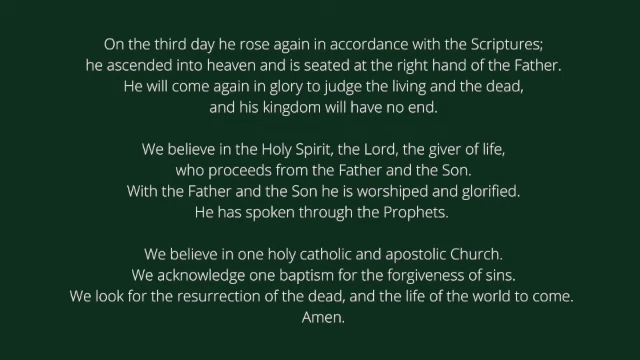 On the third day he rose again in accordance with the Scriptures;
he ascended into heaven and is seated at the right hand of the Father.
He will come again in glory to judge the living and the dead,
and his kingdom will have no end.
We believe in the Holy Spirit, the Lord, the giver of life,
who proceeds from the Father and the Son.
With the Father and the Son he is worshiped and glorified.
He has spoken through the Prophets.
We believe in one holy catholic and apostolic Church.
We acknowledge one baptism for the forgiveness of sins.
We look for the resurrection of the dead, and the life of the world to come.
Amen.